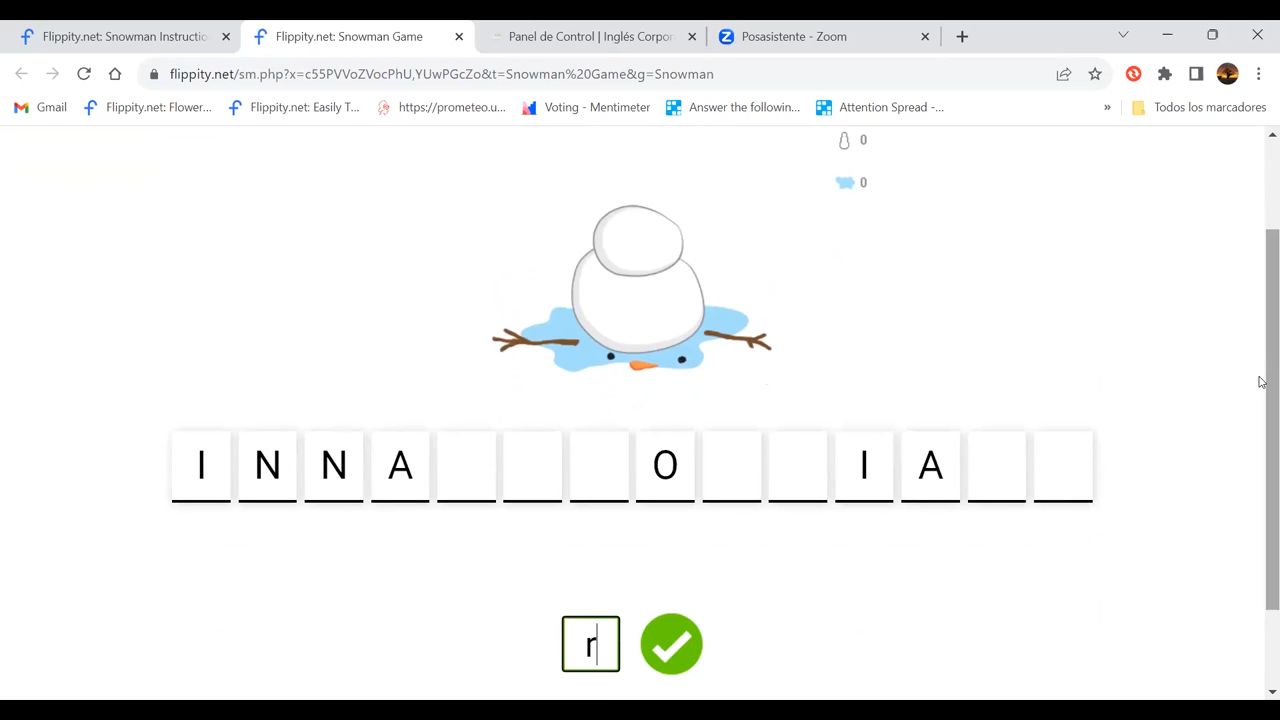 Flippity.net: Snowman Instructio
Flippity.net: Snowman Game
Panel de Control | Inglés Corpor
Posasistente - Zoom
flippity.net/sm.php?x=c55PVVoZVocPhU,YUwPGcZo&t=Snowman%20Game&g=Snowman
Gmail
Flippity.net: Flower...
Flippity.net: Easily T...
https://prometeo.u...
Voting - Mentimeter
Answer the followin...
Attention Spread -...
»
Todos los marcadores
0
0
I N N A O I A
r